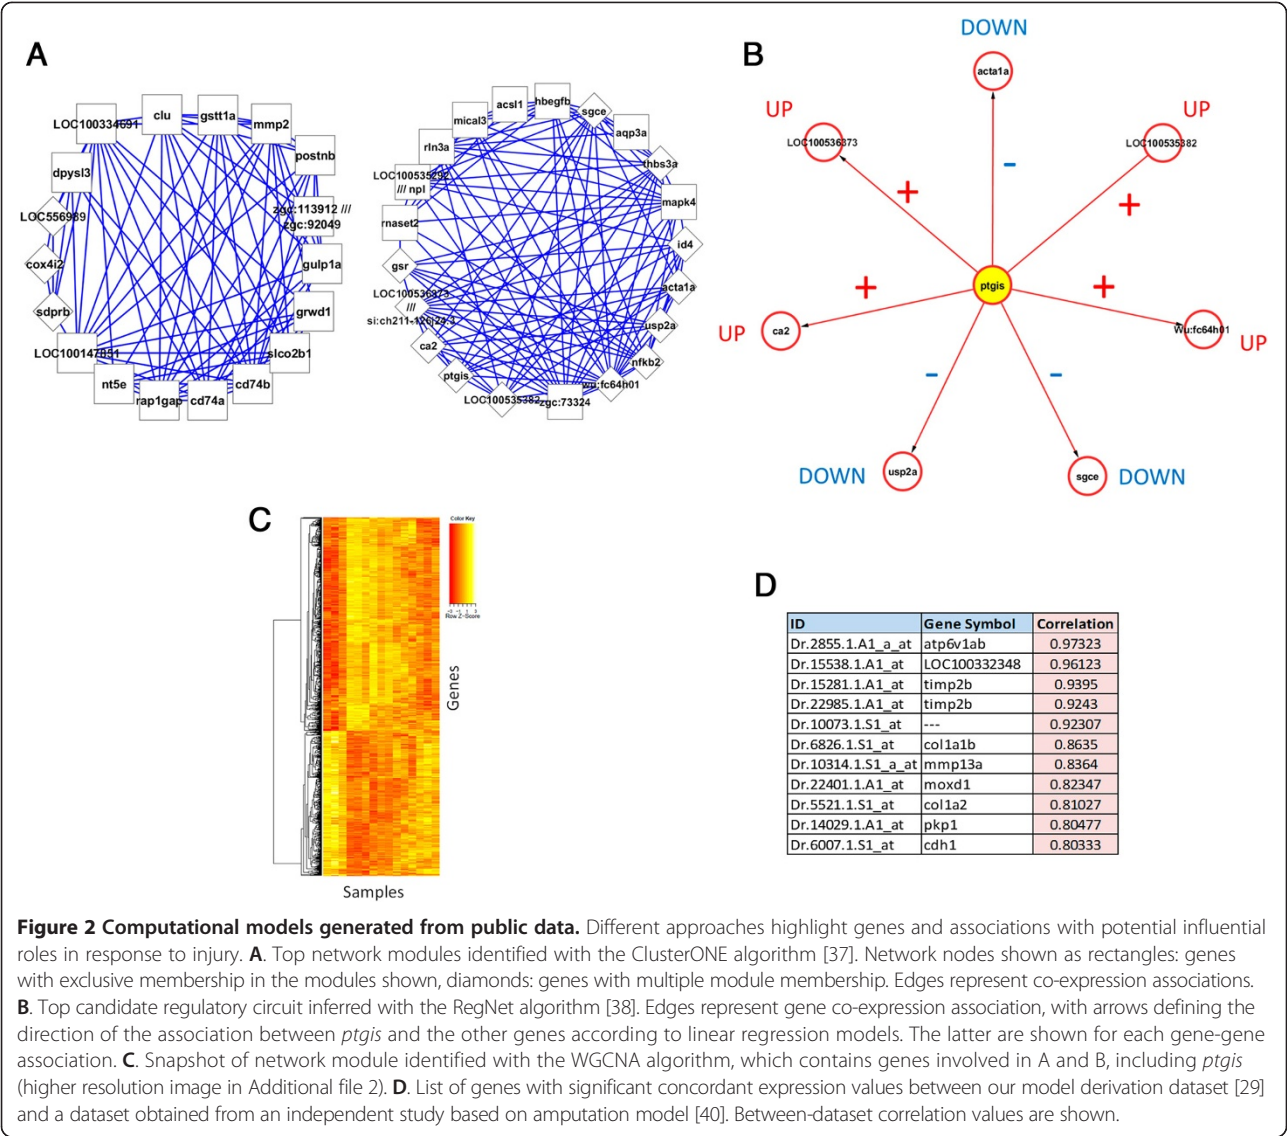 A
LOC100334691
clu
gstt1a
mmp2
postnb
dpysl3
zgc:113912 ///
zgc:92049
LOC556989
gulp1a
cox4i2
grwd1
sdprb
slco2b1
LOC100147851
cd74b
nt5e
rap1gap
cd74a
hbegfb
acsl1
sgce
mical3
aqp3a
rln3a
thbs3a
LOC100535292
/// npl
mapk4
rnaset2
id4
gsr
acta1a
LOC100536373
///
usp2a
ca2
nfkb2
ptgis
wu:fc64h01
LOC100535382
zgc:73324
B
DOWN
acta1a
UP
UP
LOC100536373
LOC100535382
–
+
+
ptgis
+
+
UP
ca2
Wu:fc64h01
UP
–
–
DOWN
usp2a
sgce
DOWN
C
Color Key
Row Z-Score
Genes
Samples
D
ID Gene Symbol Correlation
Dr.2855.1.A1_a_at atp6v1ab 0.97323
Dr.15538.1.A1_at LOC100332348 0.96123
Dr.15281.1.A1_at timp2b 0.9395
Dr.22985.1.A1_at timp2b 0.9243
Dr.10073.1.S1_at --- 0.92307
Dr.6826.1.S1_at col1a1b 0.8635
Dr.10314.1.S1_a_at mmp13a 0.8364
Dr.22401.1.A1_at moxd1 0.82347
Dr.5521.1.S1_at col1a2 0.81027
Dr.14029.1.A1_at pkp1 0.80477
Dr.6007.1.S1_at cdh1 0.80333
Figure 2 Computational models generated from public data. Different approaches highlight genes and associations with potential influential
roles in response to injury. A. Top network modules identified with the ClusterONE algorithm [37]. Network nodes shown as rectangles: genes
with exclusive membership in the modules shown, diamonds: genes with multiple module membership. Edges represent co-expression associations.
B. Top candidate regulatory circuit inferred with the RegNet algorithm [38]. Edges represent gene co-expression association, with arrows defining the
direction of the association between ptgis and the other genes according to linear regression models. The latter are shown for each gene-gene
association. C. Snapshot of network module identified with the WGCNA algorithm, which contains genes involved in A and B, including ptgis
(higher resolution image in Additional file 2). D. List of genes with significant concordant expression values between our model derivation dataset [29]
and a dataset obtained from an independent study based on amputation model [40]. Between-dataset correlation values are shown.